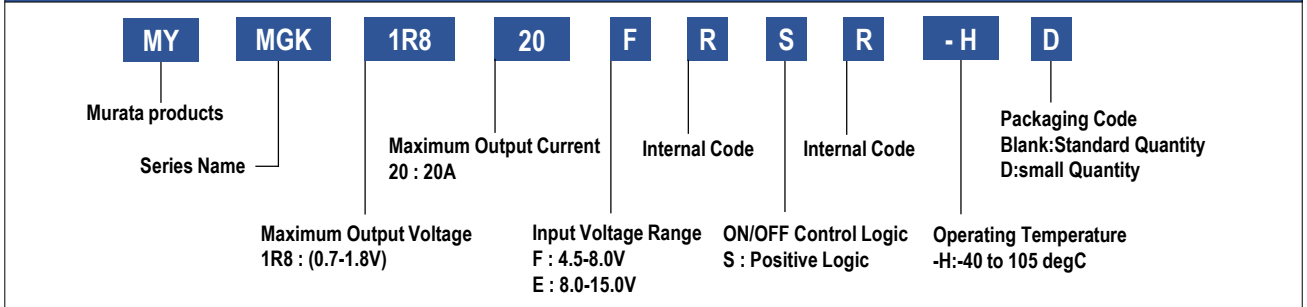 MY MGK 1R8 20 F R S R - H D
Murata products
Series Name
Maximum Output Voltage
1R8 : (0.7-1.8V)
Maximum Output Current
20 : 20A
Input Voltage Range
F : 4.5-8.0V
E : 8.0-15.0V
Internal Code
ON/OFF Control Logic
S : Positive Logic
Internal Code
Operating Temperature
-H:-40 to 105 degC
Packaging Code
Blank:Standard Quantity
D:small Quantity